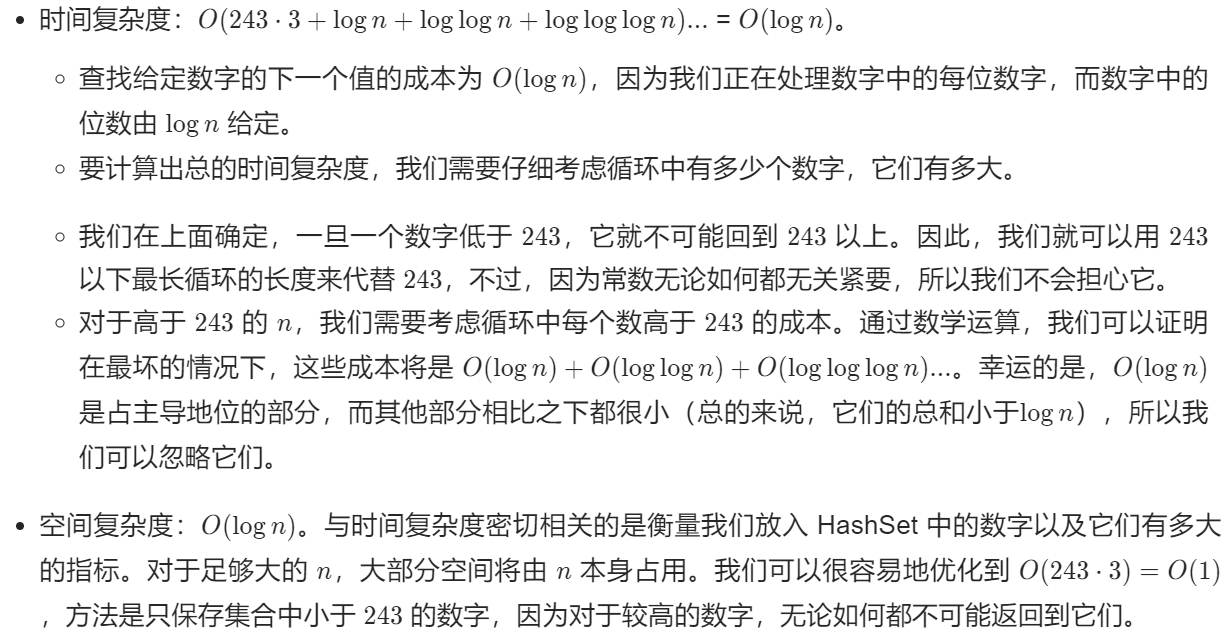 • 时间复杂度：O(243 · 3 + log n + log log n + log log log n)... = O(log n)。
◦ 查找给定数字的下一个值的成本为 O(log n)，因为我们正在处理数字中的每位数字，而数字中的
位数由 log n 给定。
◦ 要计算出总的时间复杂度，我们需要仔细考虑循环中有多少个数字，它们有多大。
◦ 我们在上面确定，一旦一个数字低于 243，它就不可能回到 243 以上。因此，我们就可以用 243
以下最长循环的长度来代替 243，不过，因为常数无论如何都无关紧要，所以我们不会担心它。
◦ 对于高于 243 的 n，我们需要考虑循环中每个数高于 243 的成本。通过数学运算，我们可以证明
在最坏的情况下，这些成本将是 O(log n) + O(log log n) + O(log log log n)...。幸运的是，O(log n)
是占主导地位的部分，而其他部分相比之下都很小（总的来说，它们的总和小于log n），所以我
们可以忽略它们。
• 空间复杂度：O(log n)。与时间复杂度密切相关的是衡量我们放入 HashSet 中的数字以及它们有多大
的指标。对于足够大的 n，大部分空间将由 n 本身占用。我们可以很容易地优化到 O(243 · 3) = O(1)
，方法是只保存集合中小于 243 的数字，因为对于较高的数字，无论如何都不可能返回到它们。